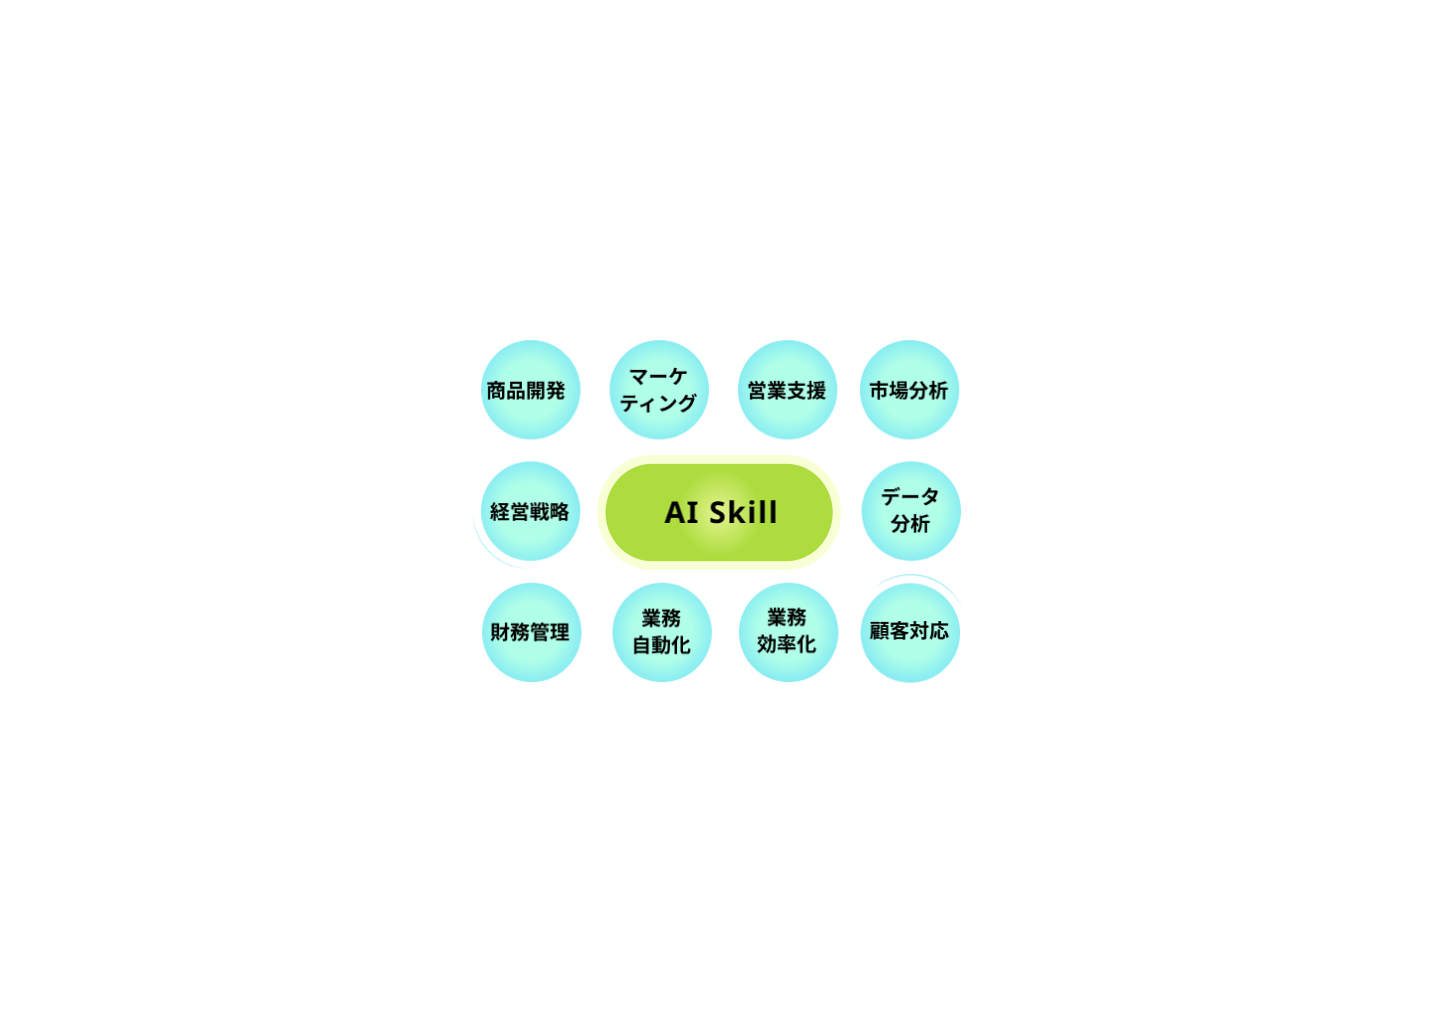 商品開発
マーケ
ティング
営業支援
市場分析
経営戦略
AI Skill
データ
分析
財務管理
業務
自動化
業務
効率化
顧客対応